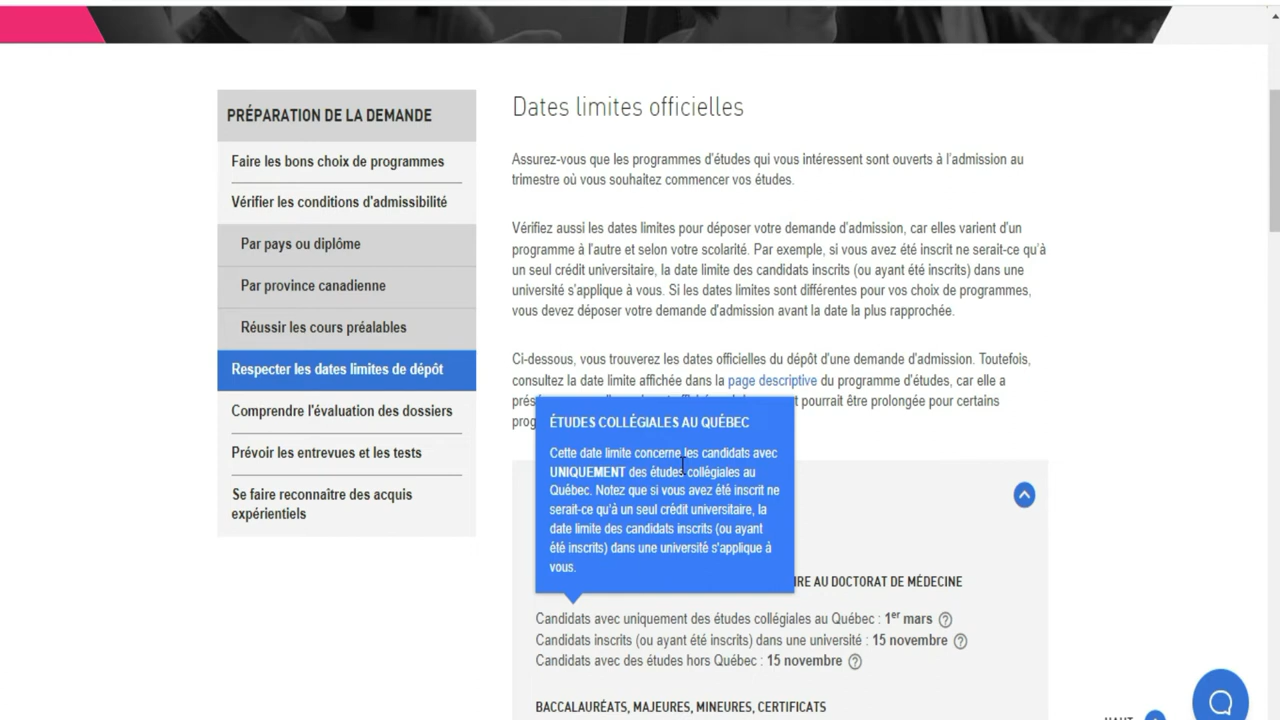 PRÉPARATION DE LA DEMANDE
Faire les bons choix de programmes
Vérifier les conditions d'admissibilité
Par pays ou diplôme
Par province canadienne
Réussir les cours préalables
Respecter les dates limites de dépôt
Comprendre l'évaluation des dossiers
Prévoir les entrevues et les tests
Se faire reconnaître des acquis
expérientiels
Dates limites officielles
Assurez-vous que les programmes d'études qui vous intéressent sont ouverts à l'admission au
trimestre où vous souhaitez commencer vos études.
Vérifiez aussi les dates limites pour déposer votre demande d'admission, car elles varient d'un
programme à l'autre et selon votre scolarité. Par exemple, si vous avez été inscrit ne serait-ce qu'à
un seul crédit universitaire, la date limite des candidats inscrits (ou ayant été inscrits) dans une
université s'applique à vous. Si les dates limites sont différentes pour vos choix de programmes,
vous devez déposer votre demande d'admission avant la date la plus rapprochée.
Ci-dessous, vous trouverez les dates officielles du dépôt d'une demande d'admission. Toutefois,
consultez la date limite affichée dans la page descriptive du programme d'études, car elle a
pourrait être prolongée pour certains
ÉTUDES COLLÉGIALES AU QUÉBEC
Cette date limite concerne les candidats avec
UNIQUEMENT des études collégiales au
Québec. Notez que si vous avez été inscrit ne
serait-ce qu'à un seul crédit universitaire, la
date limite des candidats inscrits (ou ayant
été inscrits) dans une université s'applique à
vous.
AU DOCTORAT DE MÉDECINE
Candidats avec uniquement des études collégiales au Québec : 1er mars ?
Candidats inscrits (ou ayant été inscrits) dans une université : 15 novembre ?
Candidats avec des études hors Québec : 15 novembre ?
BACCALAURÉATS, MAJEURES, MINEURES, CERTIFICATS
HAUT